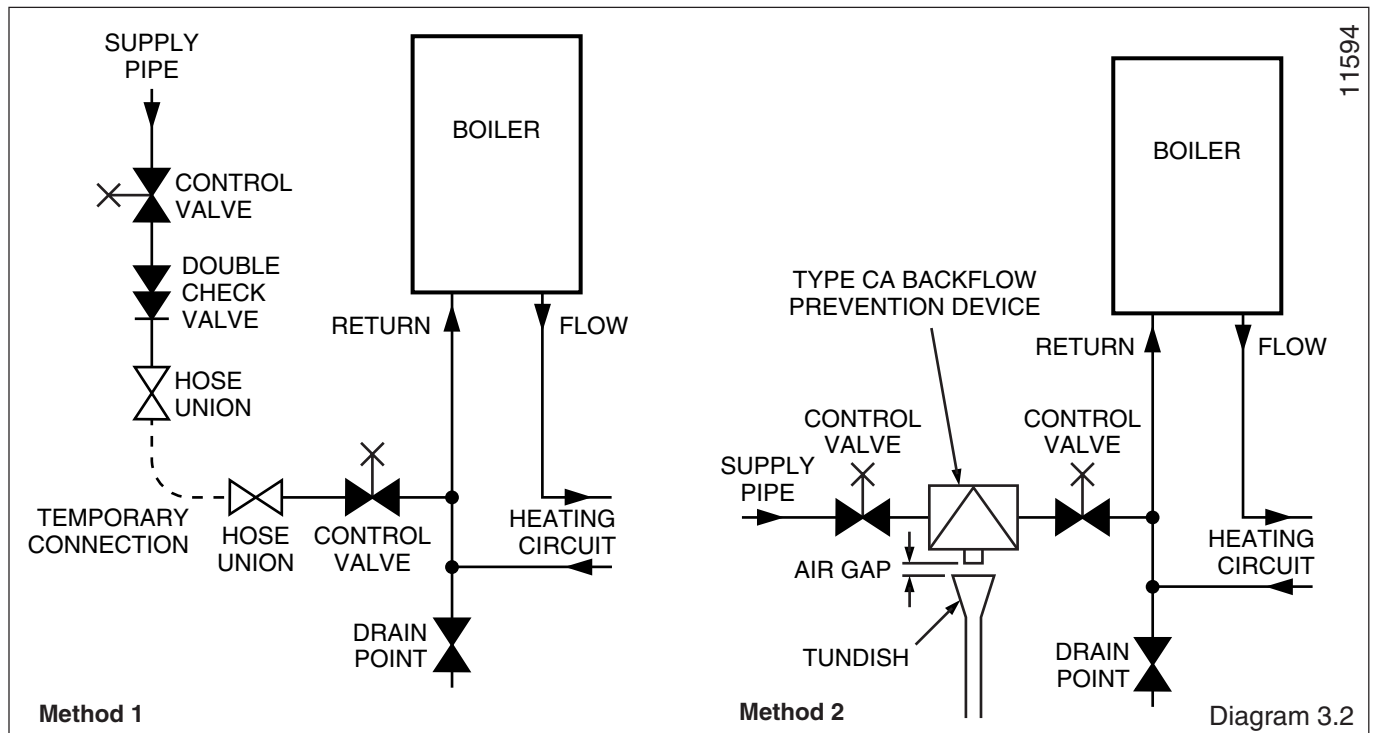 SUPPLY
PIPE
CONTROL
VALVE
DOUBLE
CHECK
VALVE
HOSE
UNION
TEMPORARY
CONNECTION
HOSE
UNION
CONTROL
VALVE
BOILER
RETURN
FLOW
HEATING
CIRCUIT
DRAIN
POINT
Method 1
BOILER
TYPE CA BACKFLOW
PREVENTION DEVICE
RETURN
FLOW
CONTROL
VALVE
CONTROL
VALVE
SUPPLY
PIPE
AIR GAP
HEATING
CIRCUIT
TUNDISH
DRAIN
POINT
Method 2
Diagram 3.2
11594